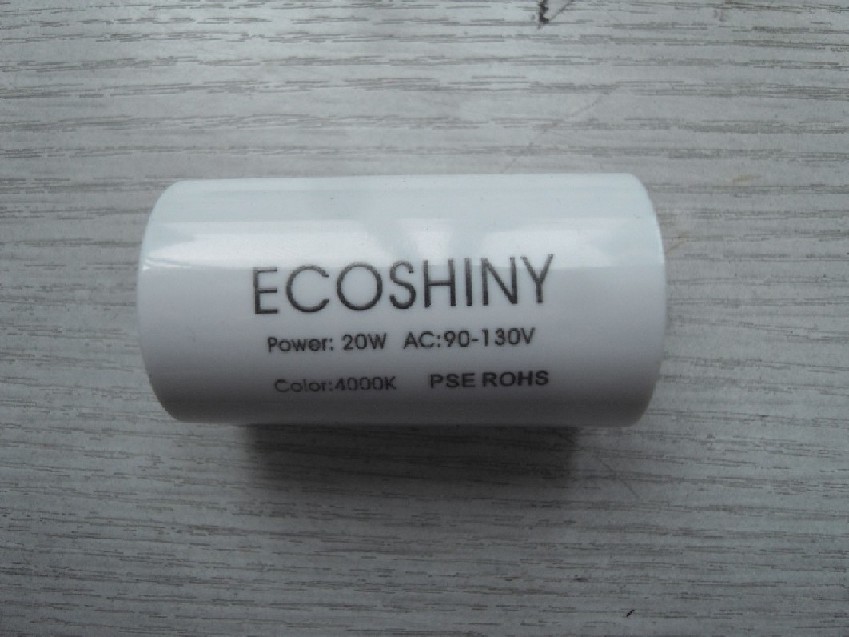 ECOSHINY
Power: 20W AC:90-130V
Color:4000K PSE ROHS